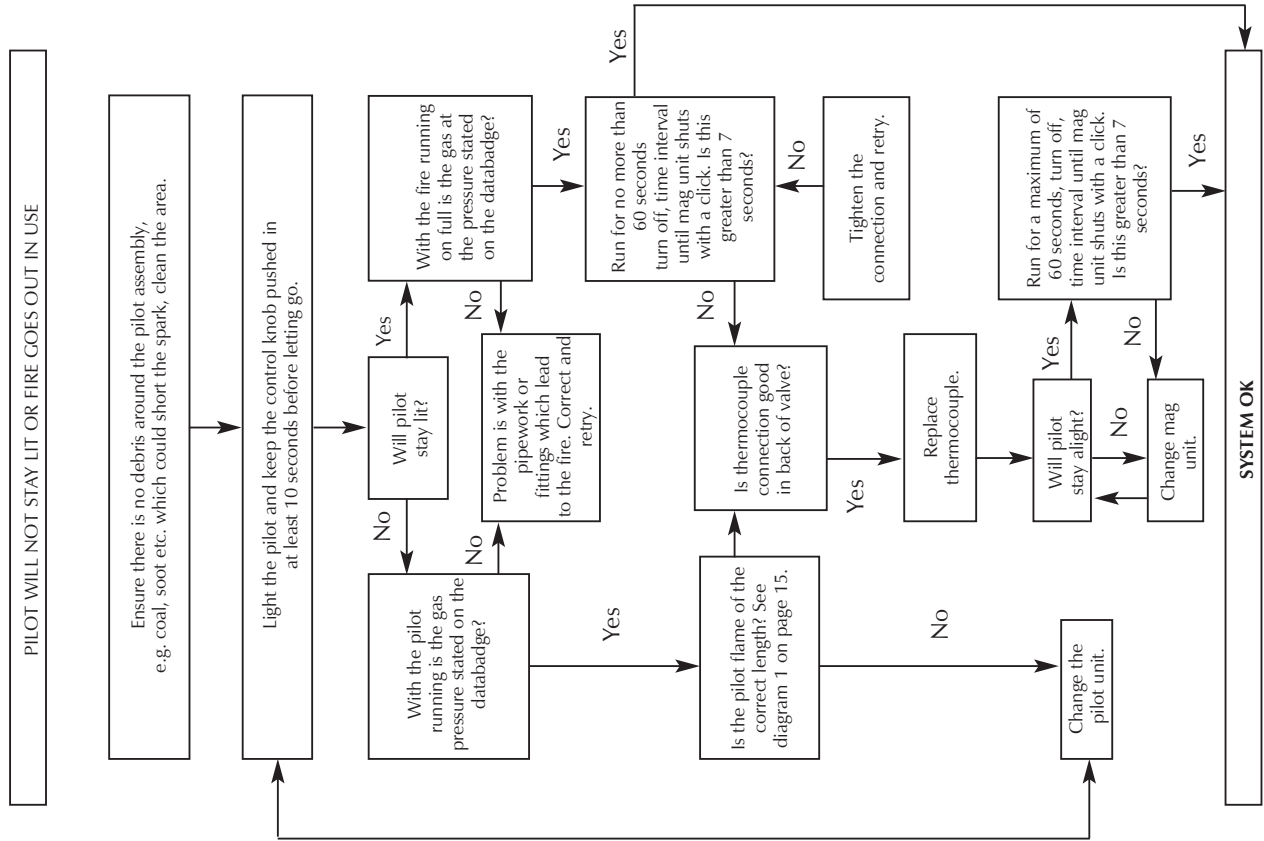 PILOT WILL NOT STAY LIT OR FIRE GOES OUT IN USE
Ensure there is no debris around the pilot assembly,
e.g. coal, soot etc. which could short the spark, clean the area.
Light the pilot and keep the control knob pushed in
at least 10 seconds before letting go.
Will pilot
stay lit?
No
Yes
With the pilot
running is the gas
pressure stated on the
databadge?
With the fire running
on full is the gas at
the pressure stated
on the databadge?
No
No
Problem is with the
pipework or
fittings which lead
to the fire. Correct and
retry.
Yes
Yes
Yes
Run for no more than
60 seconds
turn off, time interval
until mag unit shuts
with a click. Is this
greater than 7
seconds?
Is the pilot flame of the
correct length? See
diagram 1 on page 15.
Is thermocouple
connection good
in back of valve?
No
No
Tighten the
connection and retry.
Yes
No
Replace
thermocouple.
Will pilot
stay alight?
Yes
Run for a maximum of
60 seconds, turn off,
time interval until mag
unit shuts with a click.
Is this greater than 7
seconds?
No
No
Change mag
unit.
Change the
pilot unit.
Yes
SYSTEM OK